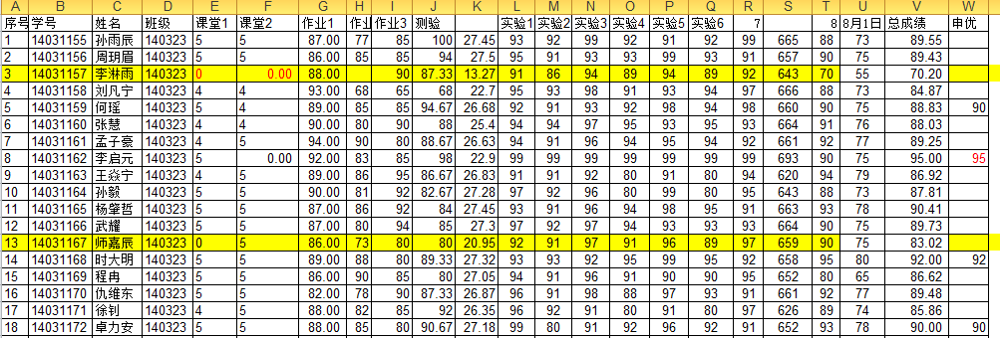 A B C D E F G H I J K L M N O P Q R S T U V W
序号 学号 姓名 班级 课堂1 课堂2 作业1 作业 作业3 测验 实验1 实验2 实验3 实验4 实验5 实验6 7 8 8月1日 总成绩 申优
1 14031155 孙雨辰 140323 5 5 87.00 77 85 100 27.45 93 92 99 92 91 92 99 665 88 73 89.55
2 14031156 周玥眉 140323 5 5 86.00 85 85 94 27.5 95 91 91 94 99 93 91 657 90 75 89.43
3 14031157 李淋雨 140323 0 0.00 88.00 90 87.33 13.27 91 86 94 89 94 89 92 643 70 55 70.20
4 14031158 刘凡宁 140323 4 4 93.00 68 65 68 22.7 95 93 98 91 93 94 97 666 88 73 84.87
5 14031159 何瑶 140323 5 4 89.00 85 85 94.67 26.68 92 91 93 92 98 94 98 660 90 75 88.83 90
6 14031160 张慧 140323 4 4 90.00 80 90 88 25.4 94 94 97 95 93 95 93 664 91 76 88.03
7 14031161 孟子豪 140323 4 5 94.00 90 80 88.67 26.63 94 91 96 94 95 94 92 661 92 77 89.25
8 14031162 李启元 140323 5 0.00 92.00 83 85 98 22.9 99 99 99 99 99 99 99 693 90 75 95.00 95
9 14031163 王焱宁 140323 4 5 89.00 86 95 86.67 26.83 91 91 92 80 91 80 94 620 94 79 86.92
10 14031164 孙毅 140323 5 5 90.00 81 92 82.67 27.28 97 92 96 80 99 80 95 643 88 73 87.81
11 14031165 杨肇哲 140323 5 5 87.00 86 92 84 27.45 93 91 96 94 98 95 91 663 93 78 90.41
12 14031166 武耀 140323 5 5 87.00 80 94 85 27.3 97 92 97 94 93 93 93 664 90 75 89.73
13 14031167 师嘉辰 140323 0 5 86.00 73 80 80 20.95 92 91 97 91 96 89 97 659 90 75 83.02
14 14031168 时大明 140323 5 5 89.00 88 80 89.33 27.32 93 93 92 95 99 95 92 658 95 80 92.00 92
15 14031169 程冉 140323 5 5 86.00 90 85 80 27.05 94 91 96 91 90 95 95 652 80 65 86.62
16 14031170 仇维东 140323 5 5 82.00 78 90 87.33 26.87 96 91 98 88 97 93 91 661 92 77 89.48
17 14031171 徐钊 140323 4 5 88.00 82 85 92 26.35 96 92 91 80 91 80 97 626 89 74 85.86
18 14031172 卓力安 140323 5 5 88.00 85 80 90.67 27.18 99 80 91 92 96 92 91 652 93 78 90.00 90